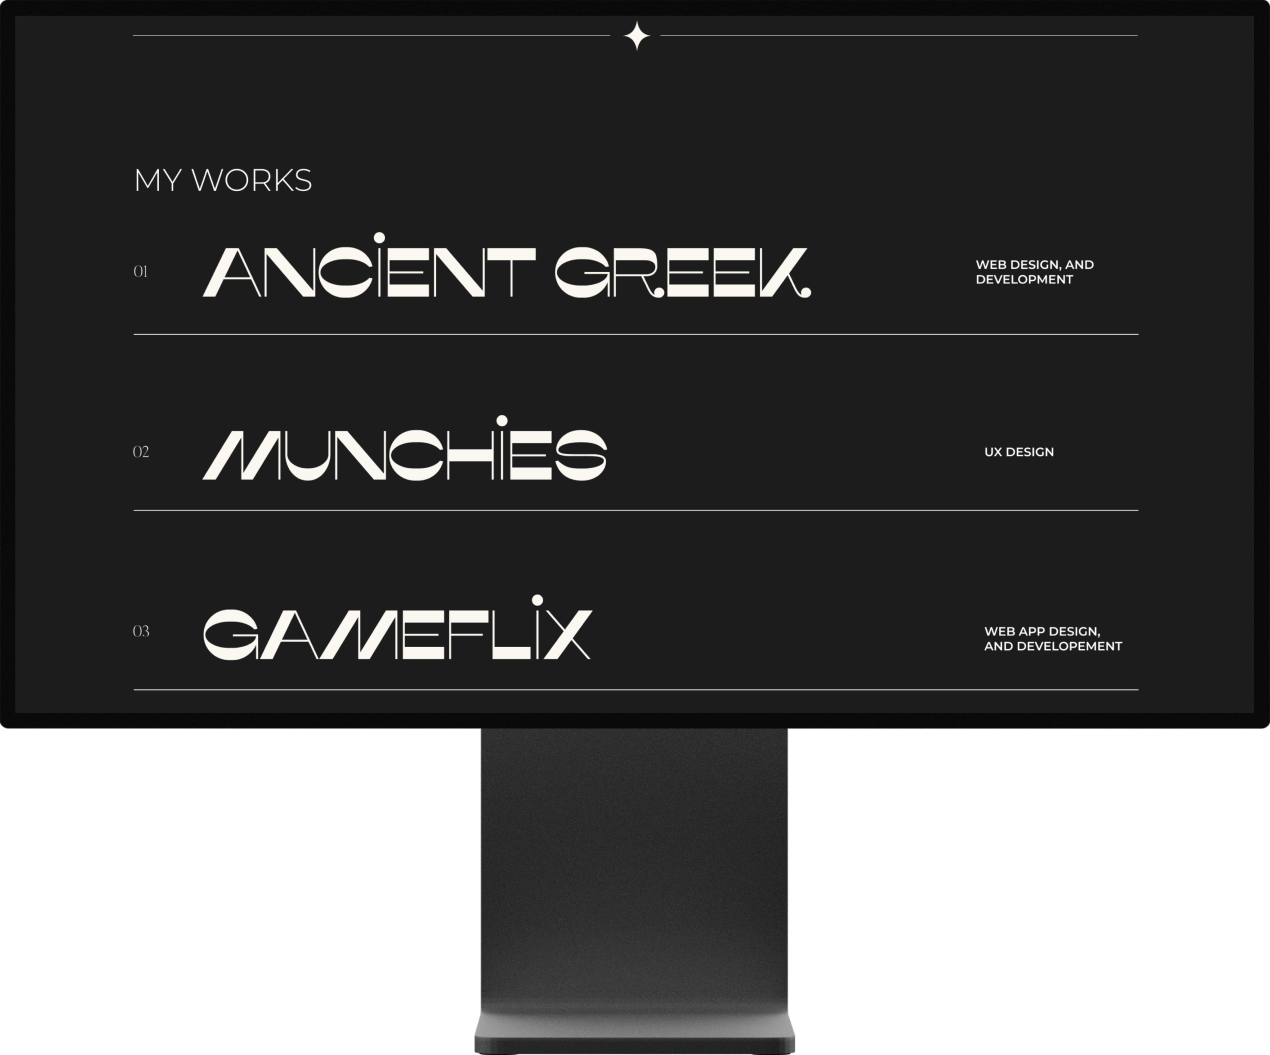 MY WORKS
01
ANCiENT GREEK
WEB DESIGN, AND
DEVELOPMENT
02
MUNCHiES
UX DESIGN
03
GAMEFLiX
WEB APP DESIGN,
AND DEVELOPEMENT